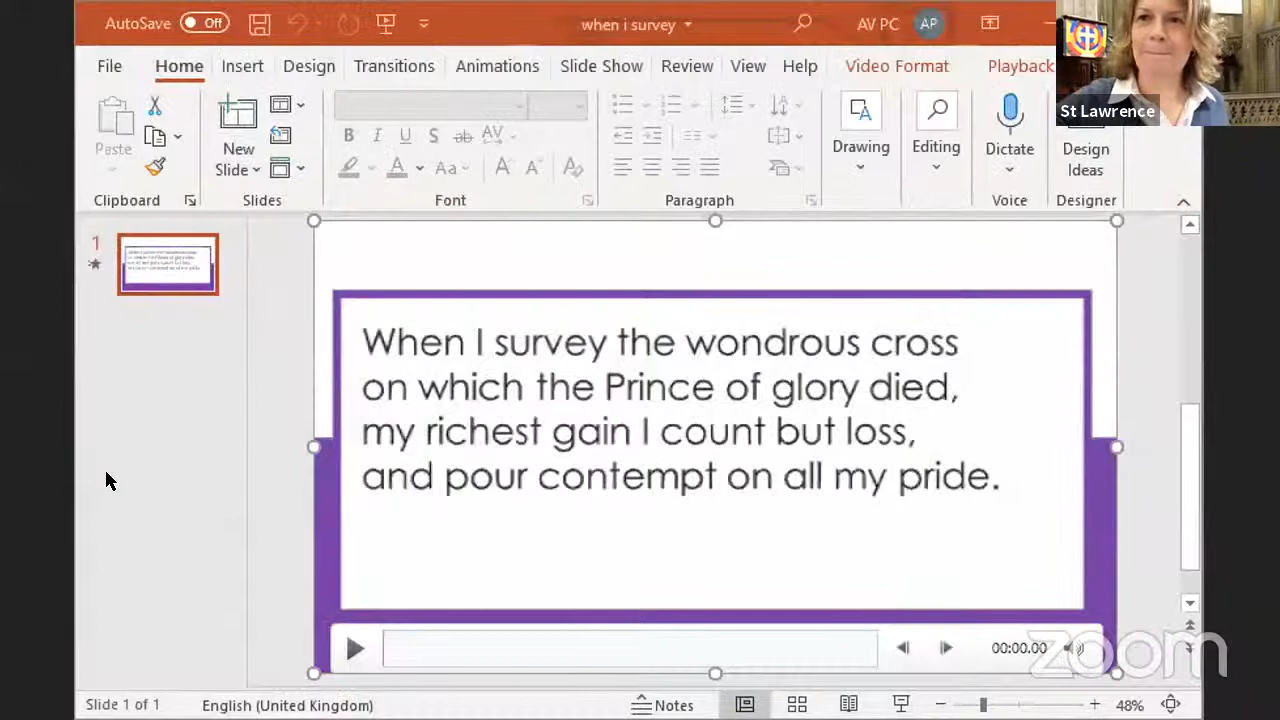 AutoSave Off when i survey AV PC AP
File Home Insert Design Transitions Animations Slide Show Review View Help Video Format Playback
St Lawrence
Paste
New
Slide
B I U S ab AV
Aa A A
Drawing
Editing
Dictate
Design
Ideas
Clipboard Slides Font Paragraph Voice Designer
1
When I survey the wondrous cross
on which the Prince of glory died,
my richest gain I count but loss,
and pour contempt on all my pride.
00:00.00
zoom
Slide 1 of 1 English (United Kingdom) Notes 48%